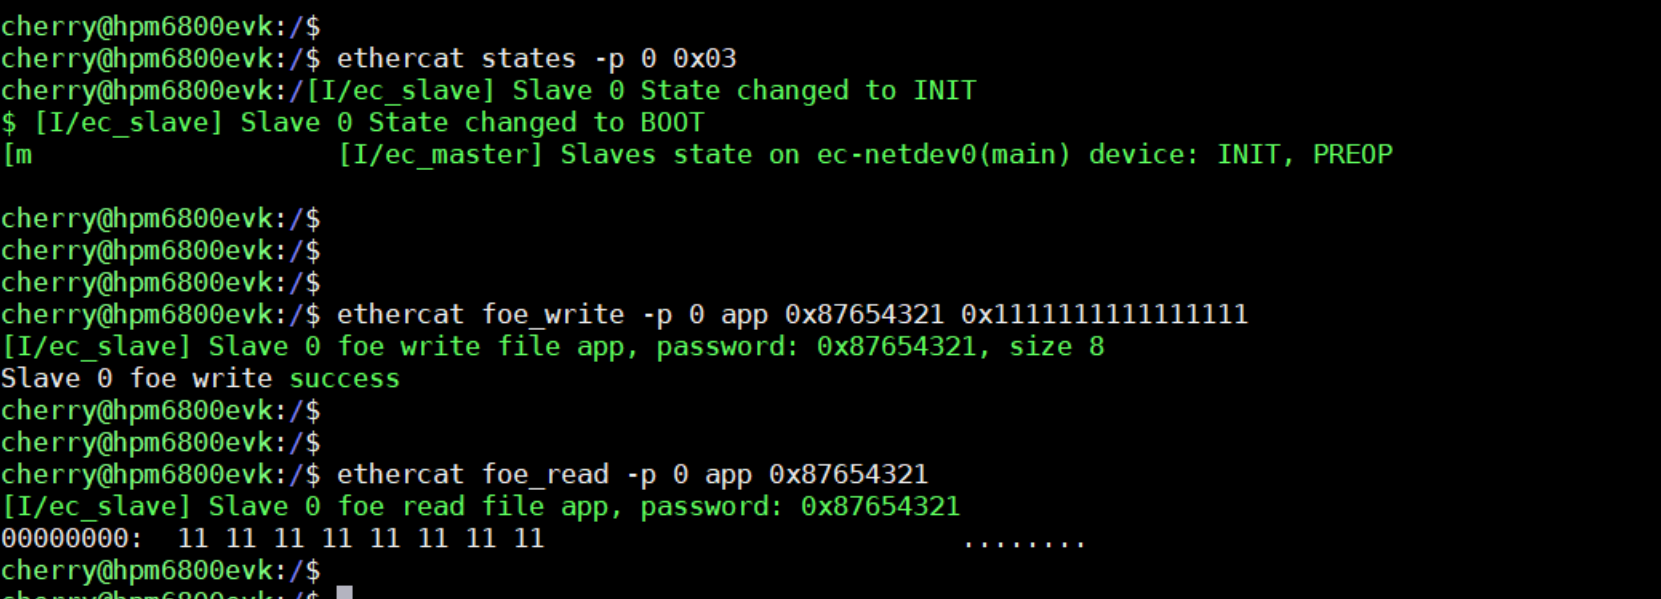 cherry@hpm6800evk:/$
cherry@hpm6800evk:/$ ethercat states -p 0 0x03
cherry@hpm6800evk:/[I/ec_slave] Slave 0 State changed to INIT
$ [I/ec_slave] Slave 0 State changed to BOOT
[m                   [I/ec_master] Slaves state on ec-netdev0(main) device: INIT, PREOP
cherry@hpm6800evk:/$
cherry@hpm6800evk:/$
cherry@hpm6800evk:/$
cherry@hpm6800evk:/$ ethercat foe_write -p 0 app 0x87654321 0x1111111111111111
[I/ec_slave] Slave 0 foe write file app, password: 0x87654321, size 8
Slave 0 foe write success
cherry@hpm6800evk:/$
cherry@hpm6800evk:/$
cherry@hpm6800evk:/$ ethercat foe_read -p 0 app 0x87654321
[I/ec_slave] Slave 0 foe read file app, password: 0x87654321
00000000:  11 11 11 11 11 11 11 11                          ........
cherry@hpm6800evk:/$
cherry@hpm6800evk:/$